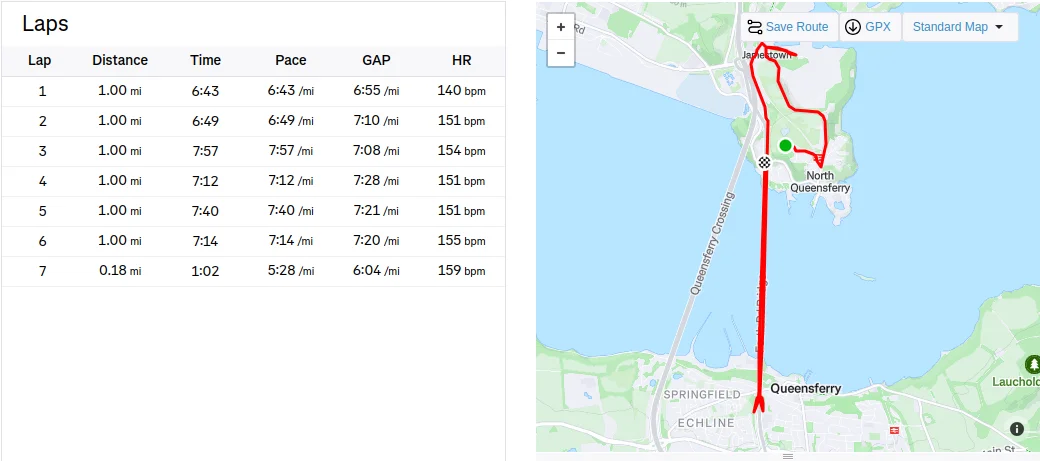 Laps
Lap Distance Time Pace GAP HR
1 1.00 mi 6:43 6:43 /mi 6:55 /mi 140 bpm
2 1.00 mi 6:49 6:49 /mi 7:10 /mi 151 bpm
3 1.00 mi 7:57 7:57 /mi 7:08 /mi 154 bpm
4 1.00 mi 7:12 7:12 /mi 7:28 /mi 151 bpm
5 1.00 mi 7:40 7:40 /mi 7:21 /mi 151 bpm
6 1.00 mi 7:14 7:14 /mi 7:20 /mi 155 bpm
7 0.18 mi 1:02 5:28 /mi 6:04 /mi 159 bpm
+
−
Save Route GPX Standard Map
Rd
Jamestown
North
Queensferry
Queensferry Crossing
Queensferry
SPRINGFIELD
ECHLINE
Lauchold
Main St